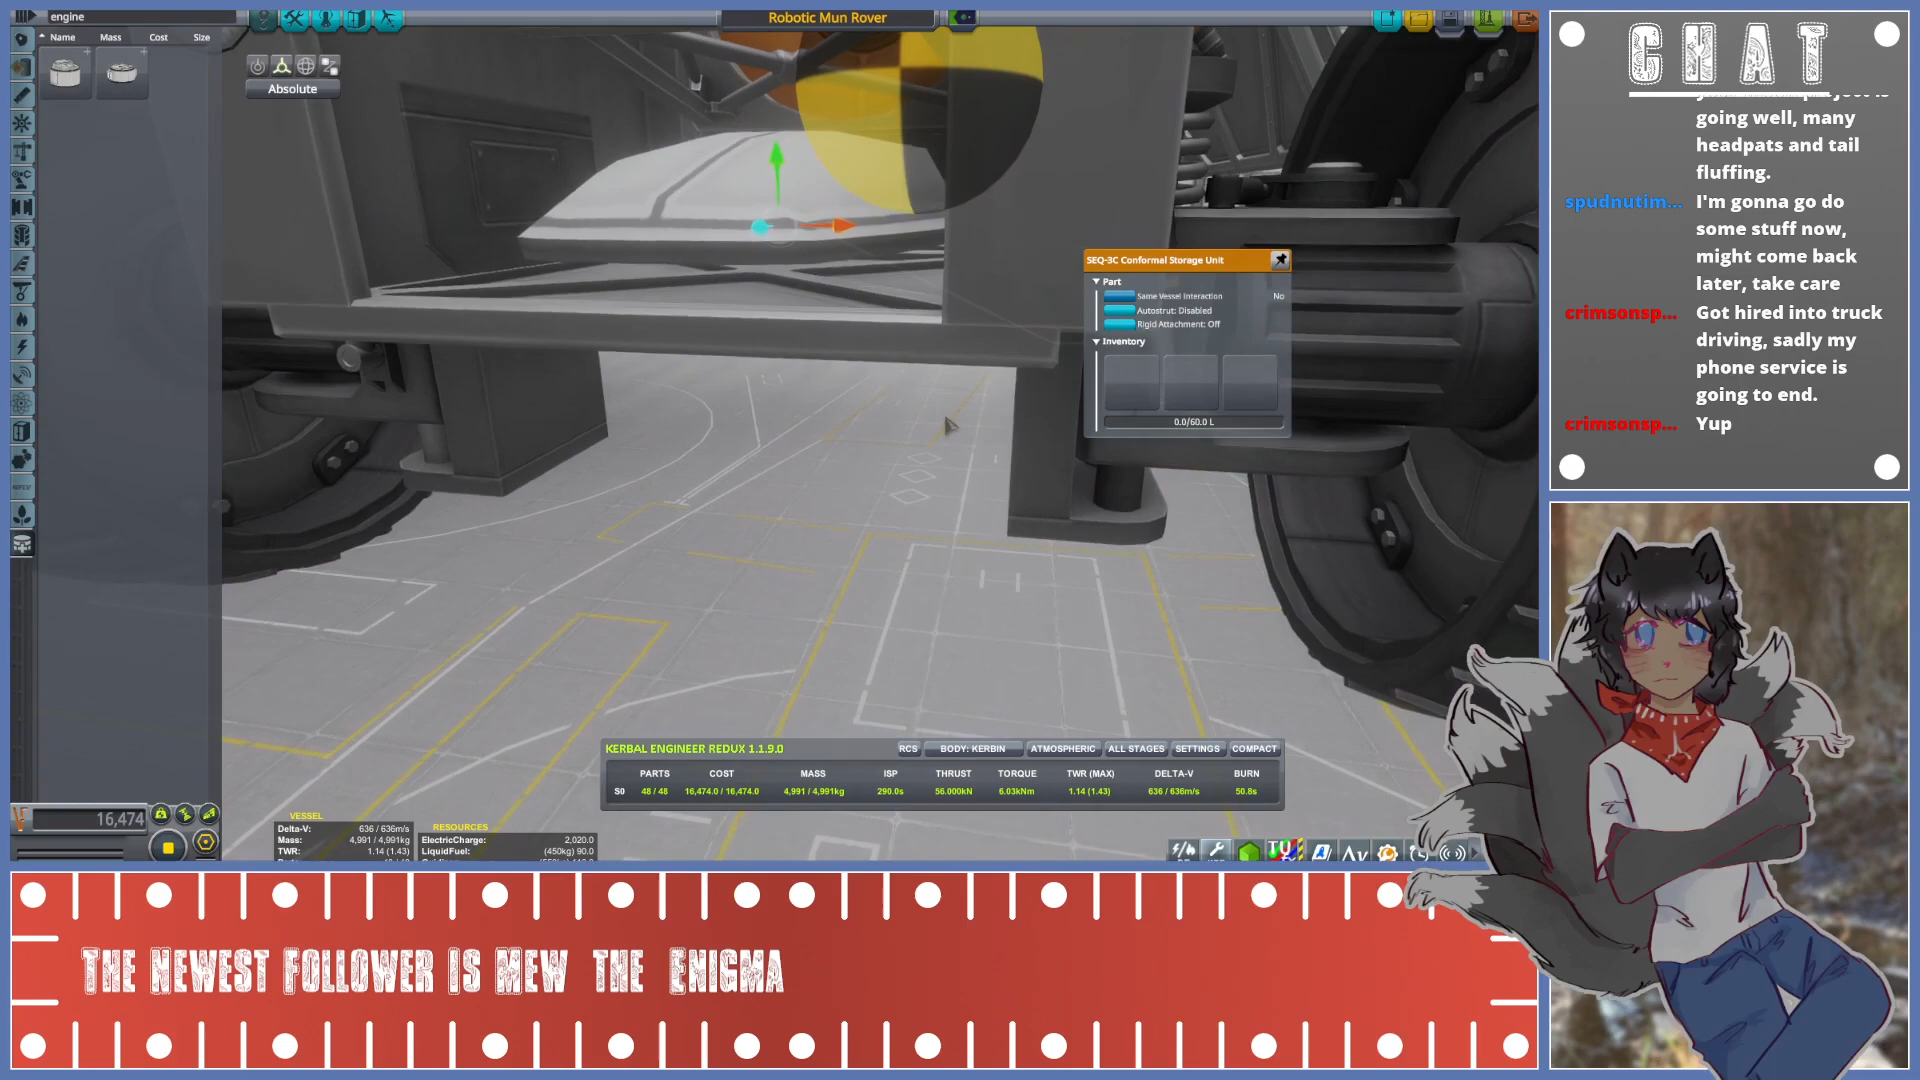 engine
Robotic Mun Rover
Name Mass Cost Size
Absolute
SEQ-3C Conformal Storage Unit
Part
Same Vessel Interaction No
Autostrut: Disabled
Rigid Attachment: Off
Inventory
0.0/60.0 L
KERBAL ENGINEER REDUX 1.1.9.0 RCS BODY: KERBIN ATMOSPHERIC ALL STAGES SETTINGS COMPACT
PARTS COST MASS ISP THRUST TORQUE TWR (MAX) DELTA-V BURN
S0 48 / 48 16,474.0 / 16,474.0 4,991 / 4,991kg 290.0s 56.000kN 6.03kNm 1.14 (1.43) 636 / 636m/s 50.8s
16,474
VESSEL
Delta-V: 636 / 636m/s
Mass: 4,991 / 4,991kg
TWR: 1.14 (1.43)
RESOURCES
ElectricCharge: 2,020.0
LiquidFuel: (450kg) 90.0
CHAT
going well, many
headpats and tail
fluffing.
spudnutim... I'm gonna go do
some stuff now,
might come back
later, take care
crimsonsp... Got hired into truck
driving, sadly my
phone service is
going to end.
crimsonsp... Yup
The Newest Follower Is Mew the Enigma